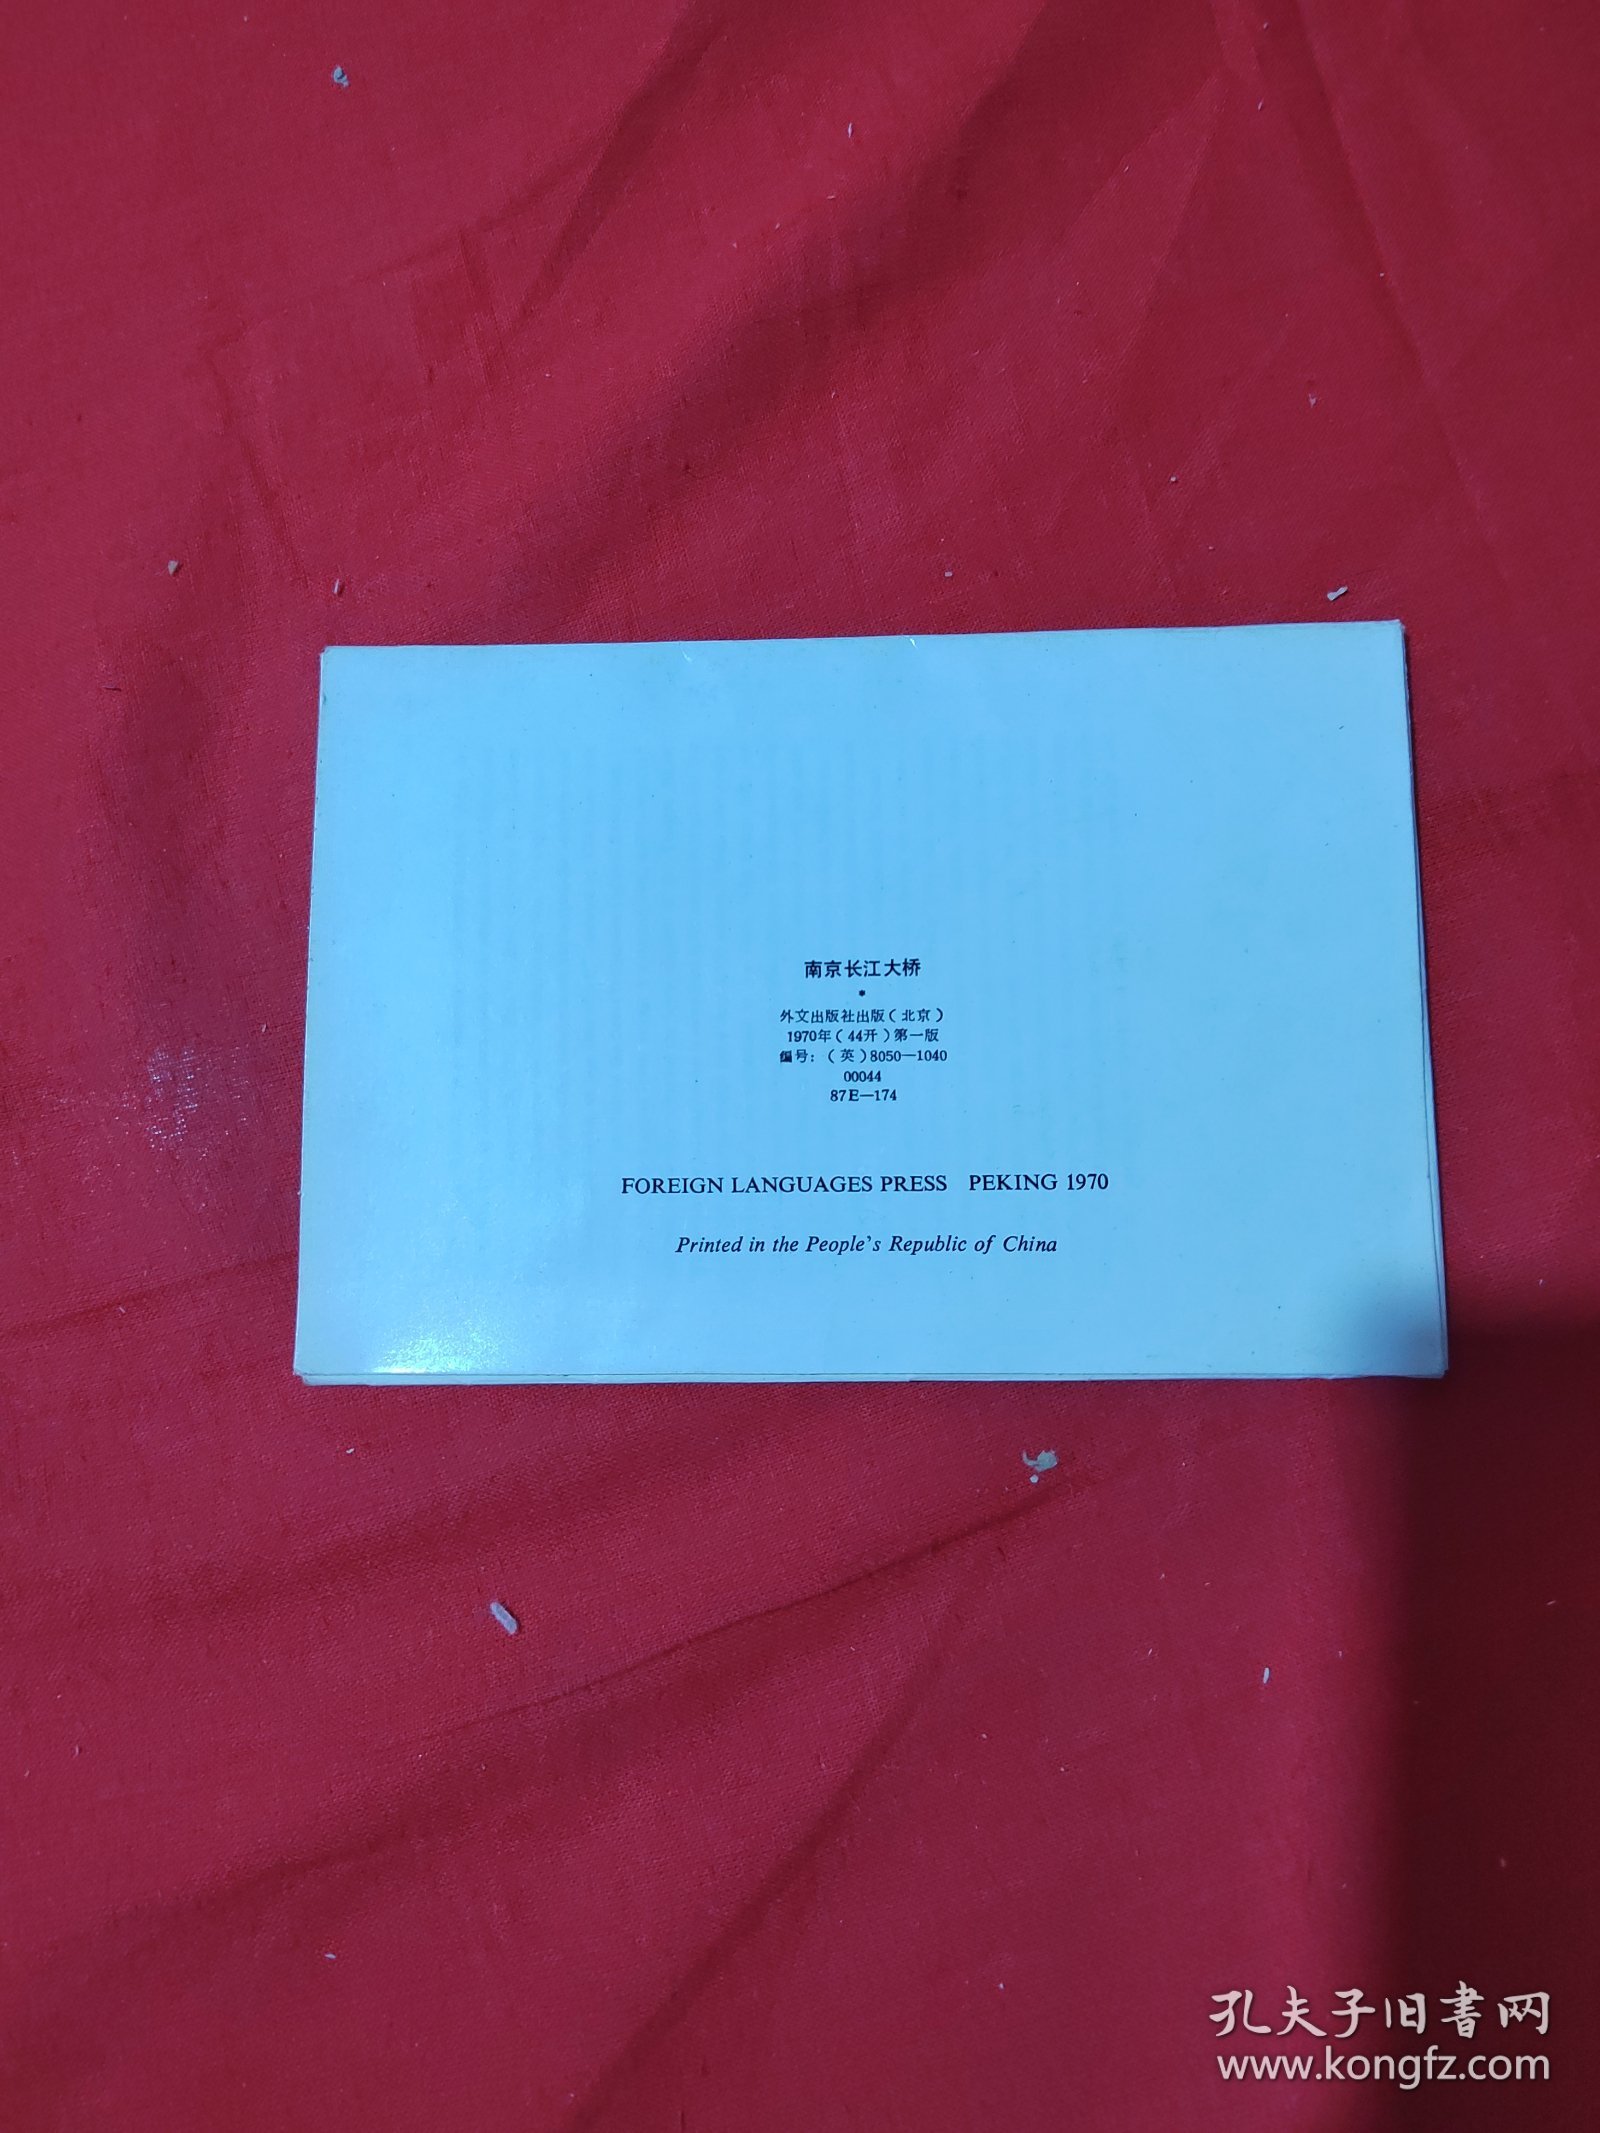 南京长江大桥
*
外文出版社出版(北京)
1970年(44开)第一版
编号:(英)8050—1040
00044
87E—174
FOREIGN LANGUAGES PRESS PEKING 1970
Printed in the People's Republic of China
孔夫子旧书网
www.kongfz.com